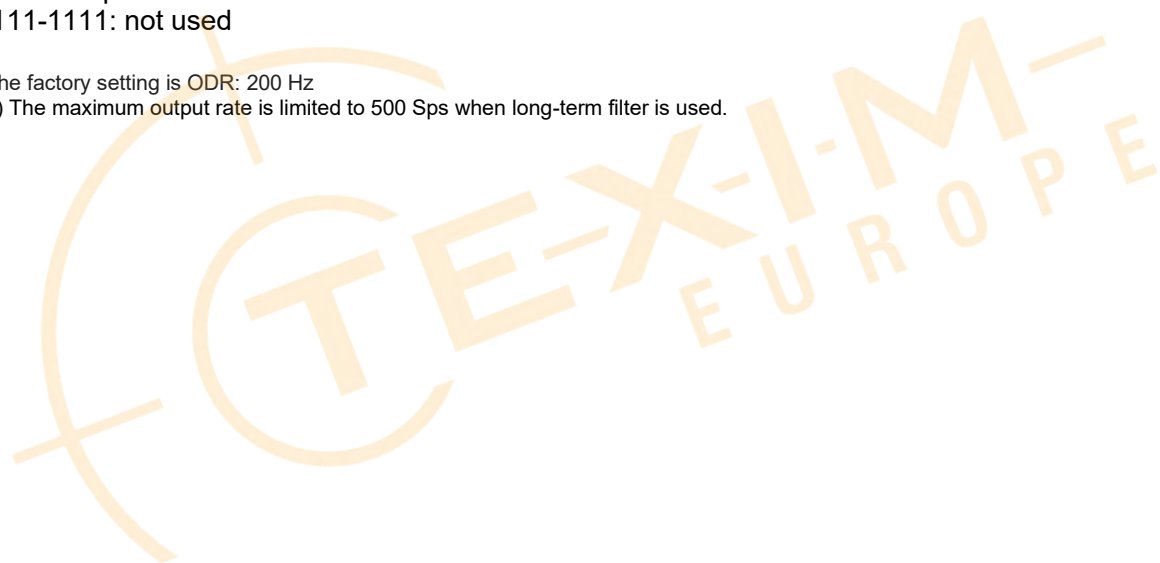 111-1111: not used
he factory setting is ODR: 200 Hz
) The maximum output rate is limited to 500 Sps when long-term filter is used.
TE-X-I-M-
EUROPE